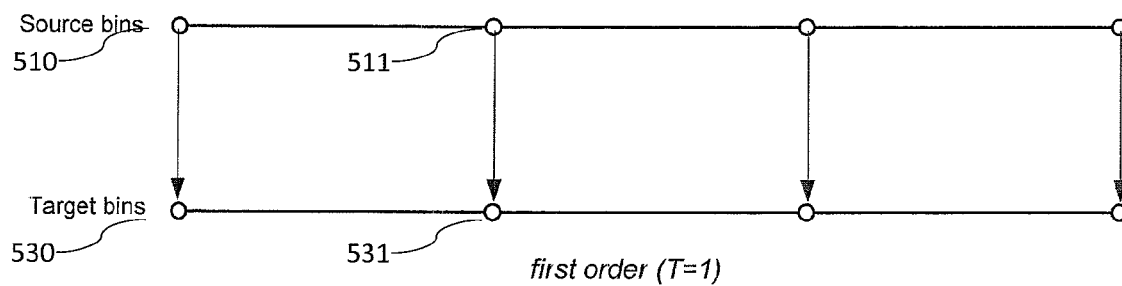 Source bins
510
511
Target bins
530
531
first order (T=1)